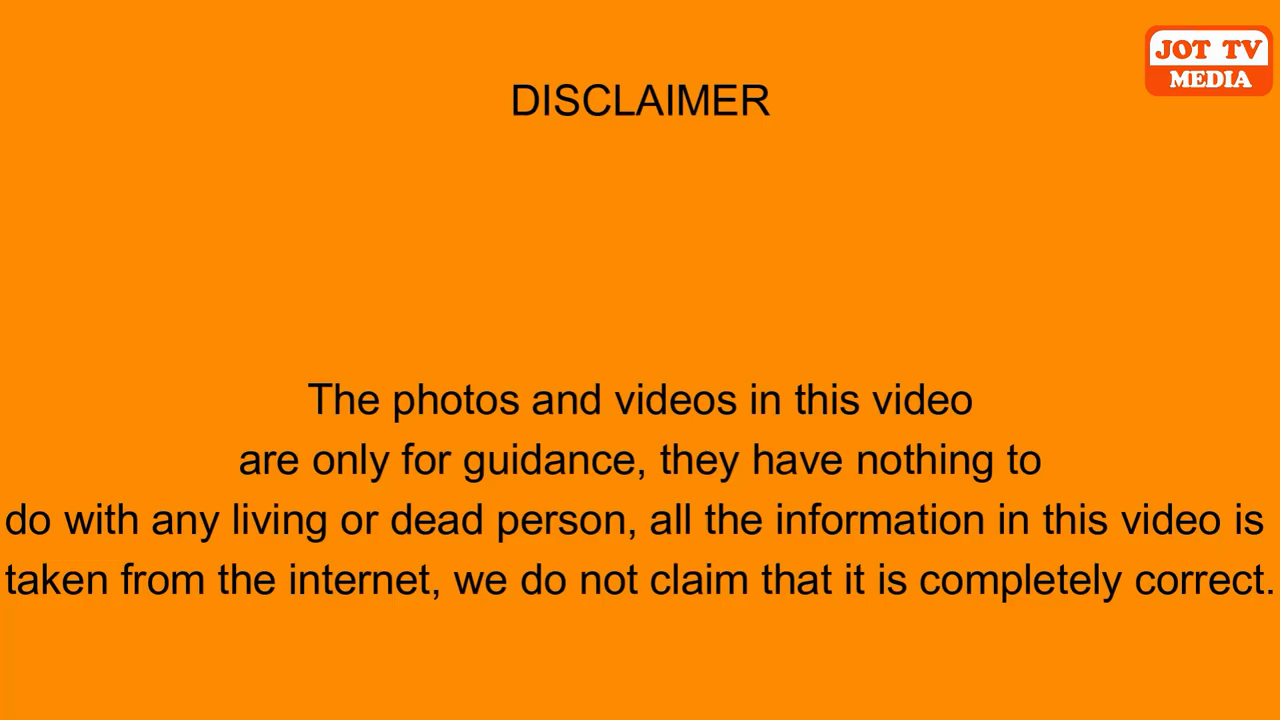 JOT TV
MEDIA
DISCLAIMER
The photos and videos in this video
are only for guidance, they have nothing to
do with any living or dead person, all the information in this video is
taken from the internet, we do not claim that it is completely correct.